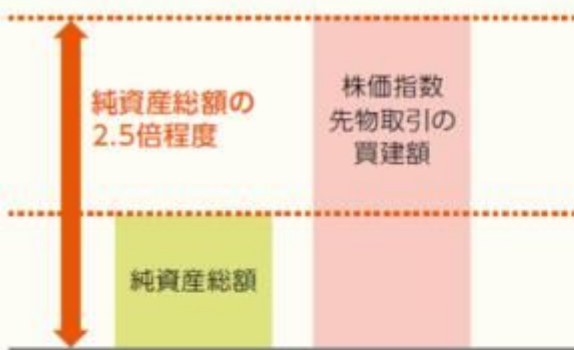 純資産総額の
2.5倍程度
株価指数
先物取引の
買建額
純資産総額